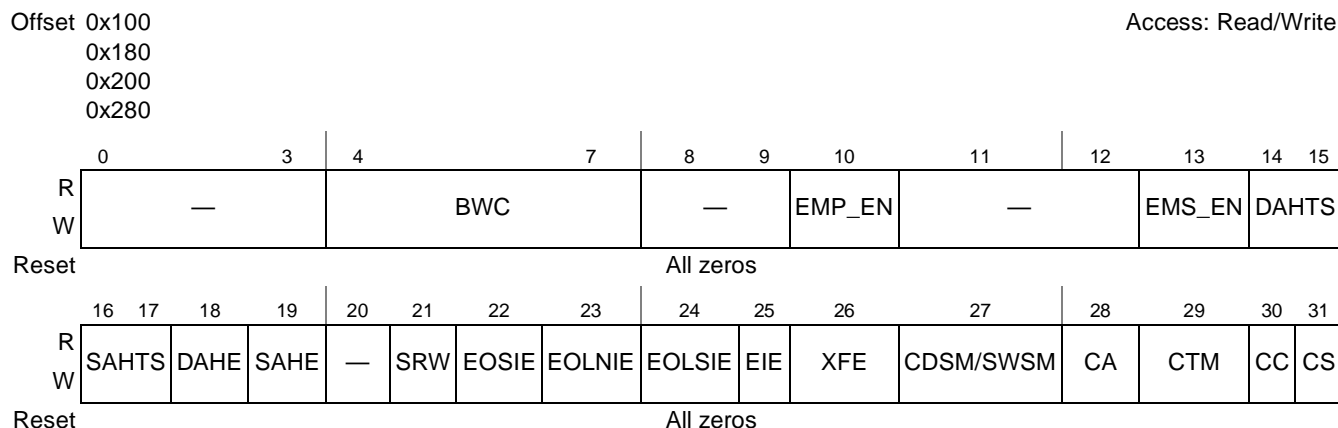 Offset 0x100 Access: Read/Write
0x180
0x200
0x280
0 3 4 7 8 9 10 11 12 13 14 15
R
— BWC — EMP_EN — EMS_EN DAHTS
W
Reset All zeros
16 17 18 19 20 21 22 23 24 25 26 27 28 29 30 31
R
SAHTS DAHE SAHE — SRW EOSIE EOLNIE EOLSIE EIE XFE CDSM/SWSM CA CTM CC CS
W
Reset All zeros